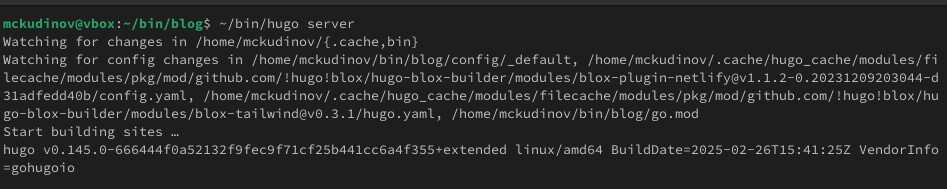 mckudinov@vbox:~/bin/blog$ ~/bin/hugo server
Watching for changes in /home/mckudinov/{.cache,bin}
Watching for config changes in /home/mckudinov/bin/blog/config/_default, /home/mckudinov/.cache/hugo_cache/modules/fi
lecache/modules/pkg/mod/github.com/!hugo!blox/hugo-blox-builder/modules/blox-plugin-netlify@v1.1.2-0.20231209203044-d
31adfedd40b/config.yaml, /home/mckudinov/.cache/hugo_cache/modules/filecache/modules/pkg/mod/github.com/!hugo!blox/hu
go-blox-builder/modules/blox-tailwind@v0.3.1/hugo.yaml, /home/mckudinov/bin/blog/go.mod
Start building sites …
hugo v0.145.0-666444f0a52132f9fec9f71cf25b441cc6a4f355+extended linux/amd64 BuildDate=2025-02-26T15:41:25Z VendorInfo
=gohugoio